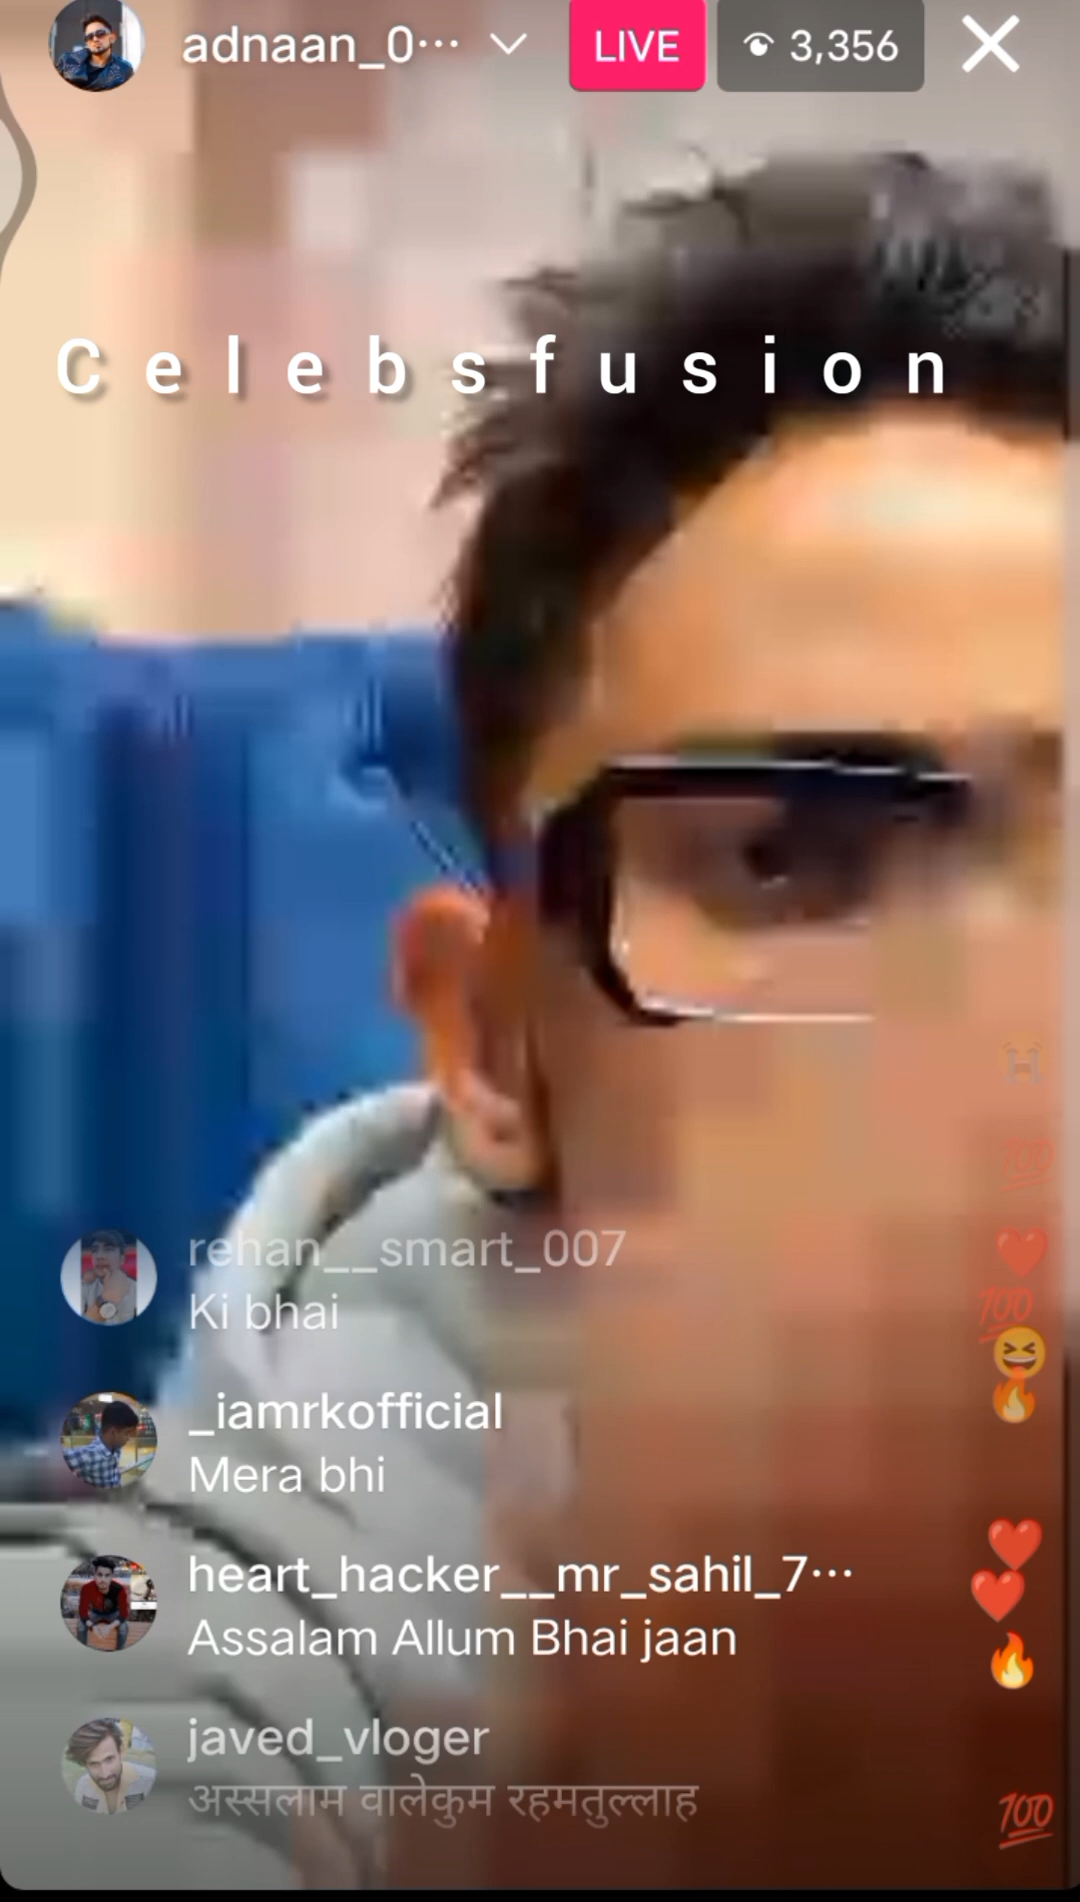 adnaan_0...
LIVE
3,356
Celebsfusion
rehan__smart_007
Ki bhai
_iamrkofficial
Mera bhi
heart_hacker__mr_sahil_7...
Assalam Allum Bhai jaan
javed_vloger
अस्सलाम वालेकुम रहमतुल्लाह